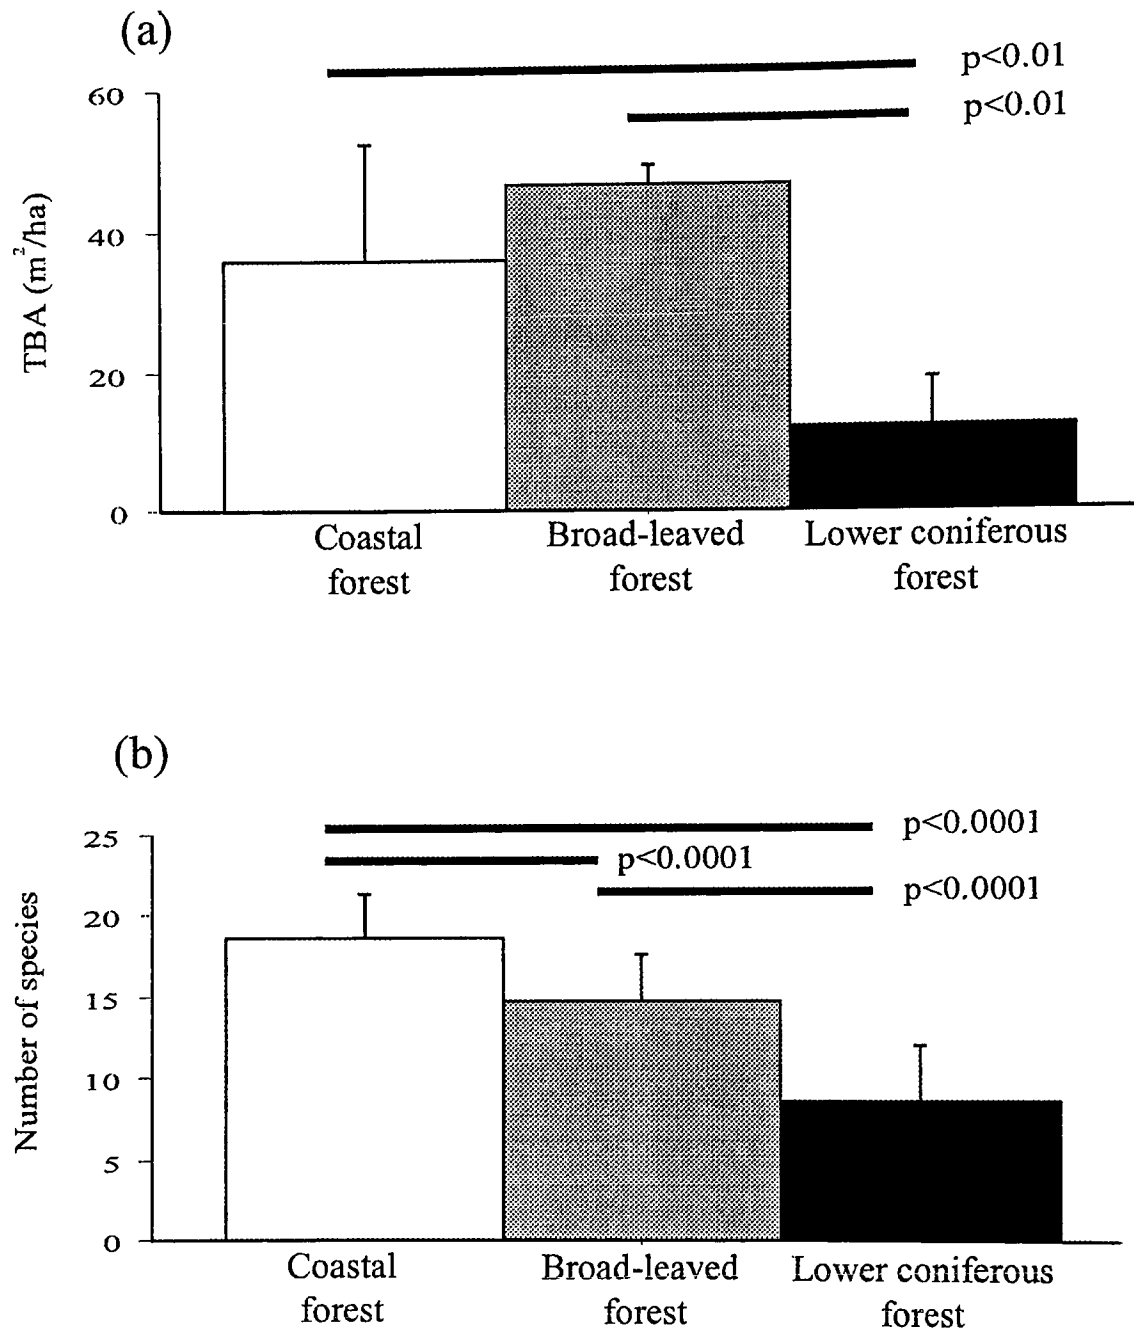 (a)
p<0.01
p<0.01
60
40
20
0
TBA (m²/ha)
Coastal
forest
Broad-leaved
forest
Lower coniferous
forest
(b)
p<0.0001
p<0.0001
p<0.0001
25
20
15
10
5
0
Number of species
Coastal
forest
Broad-leaved
forest
Lower coniferous
forest